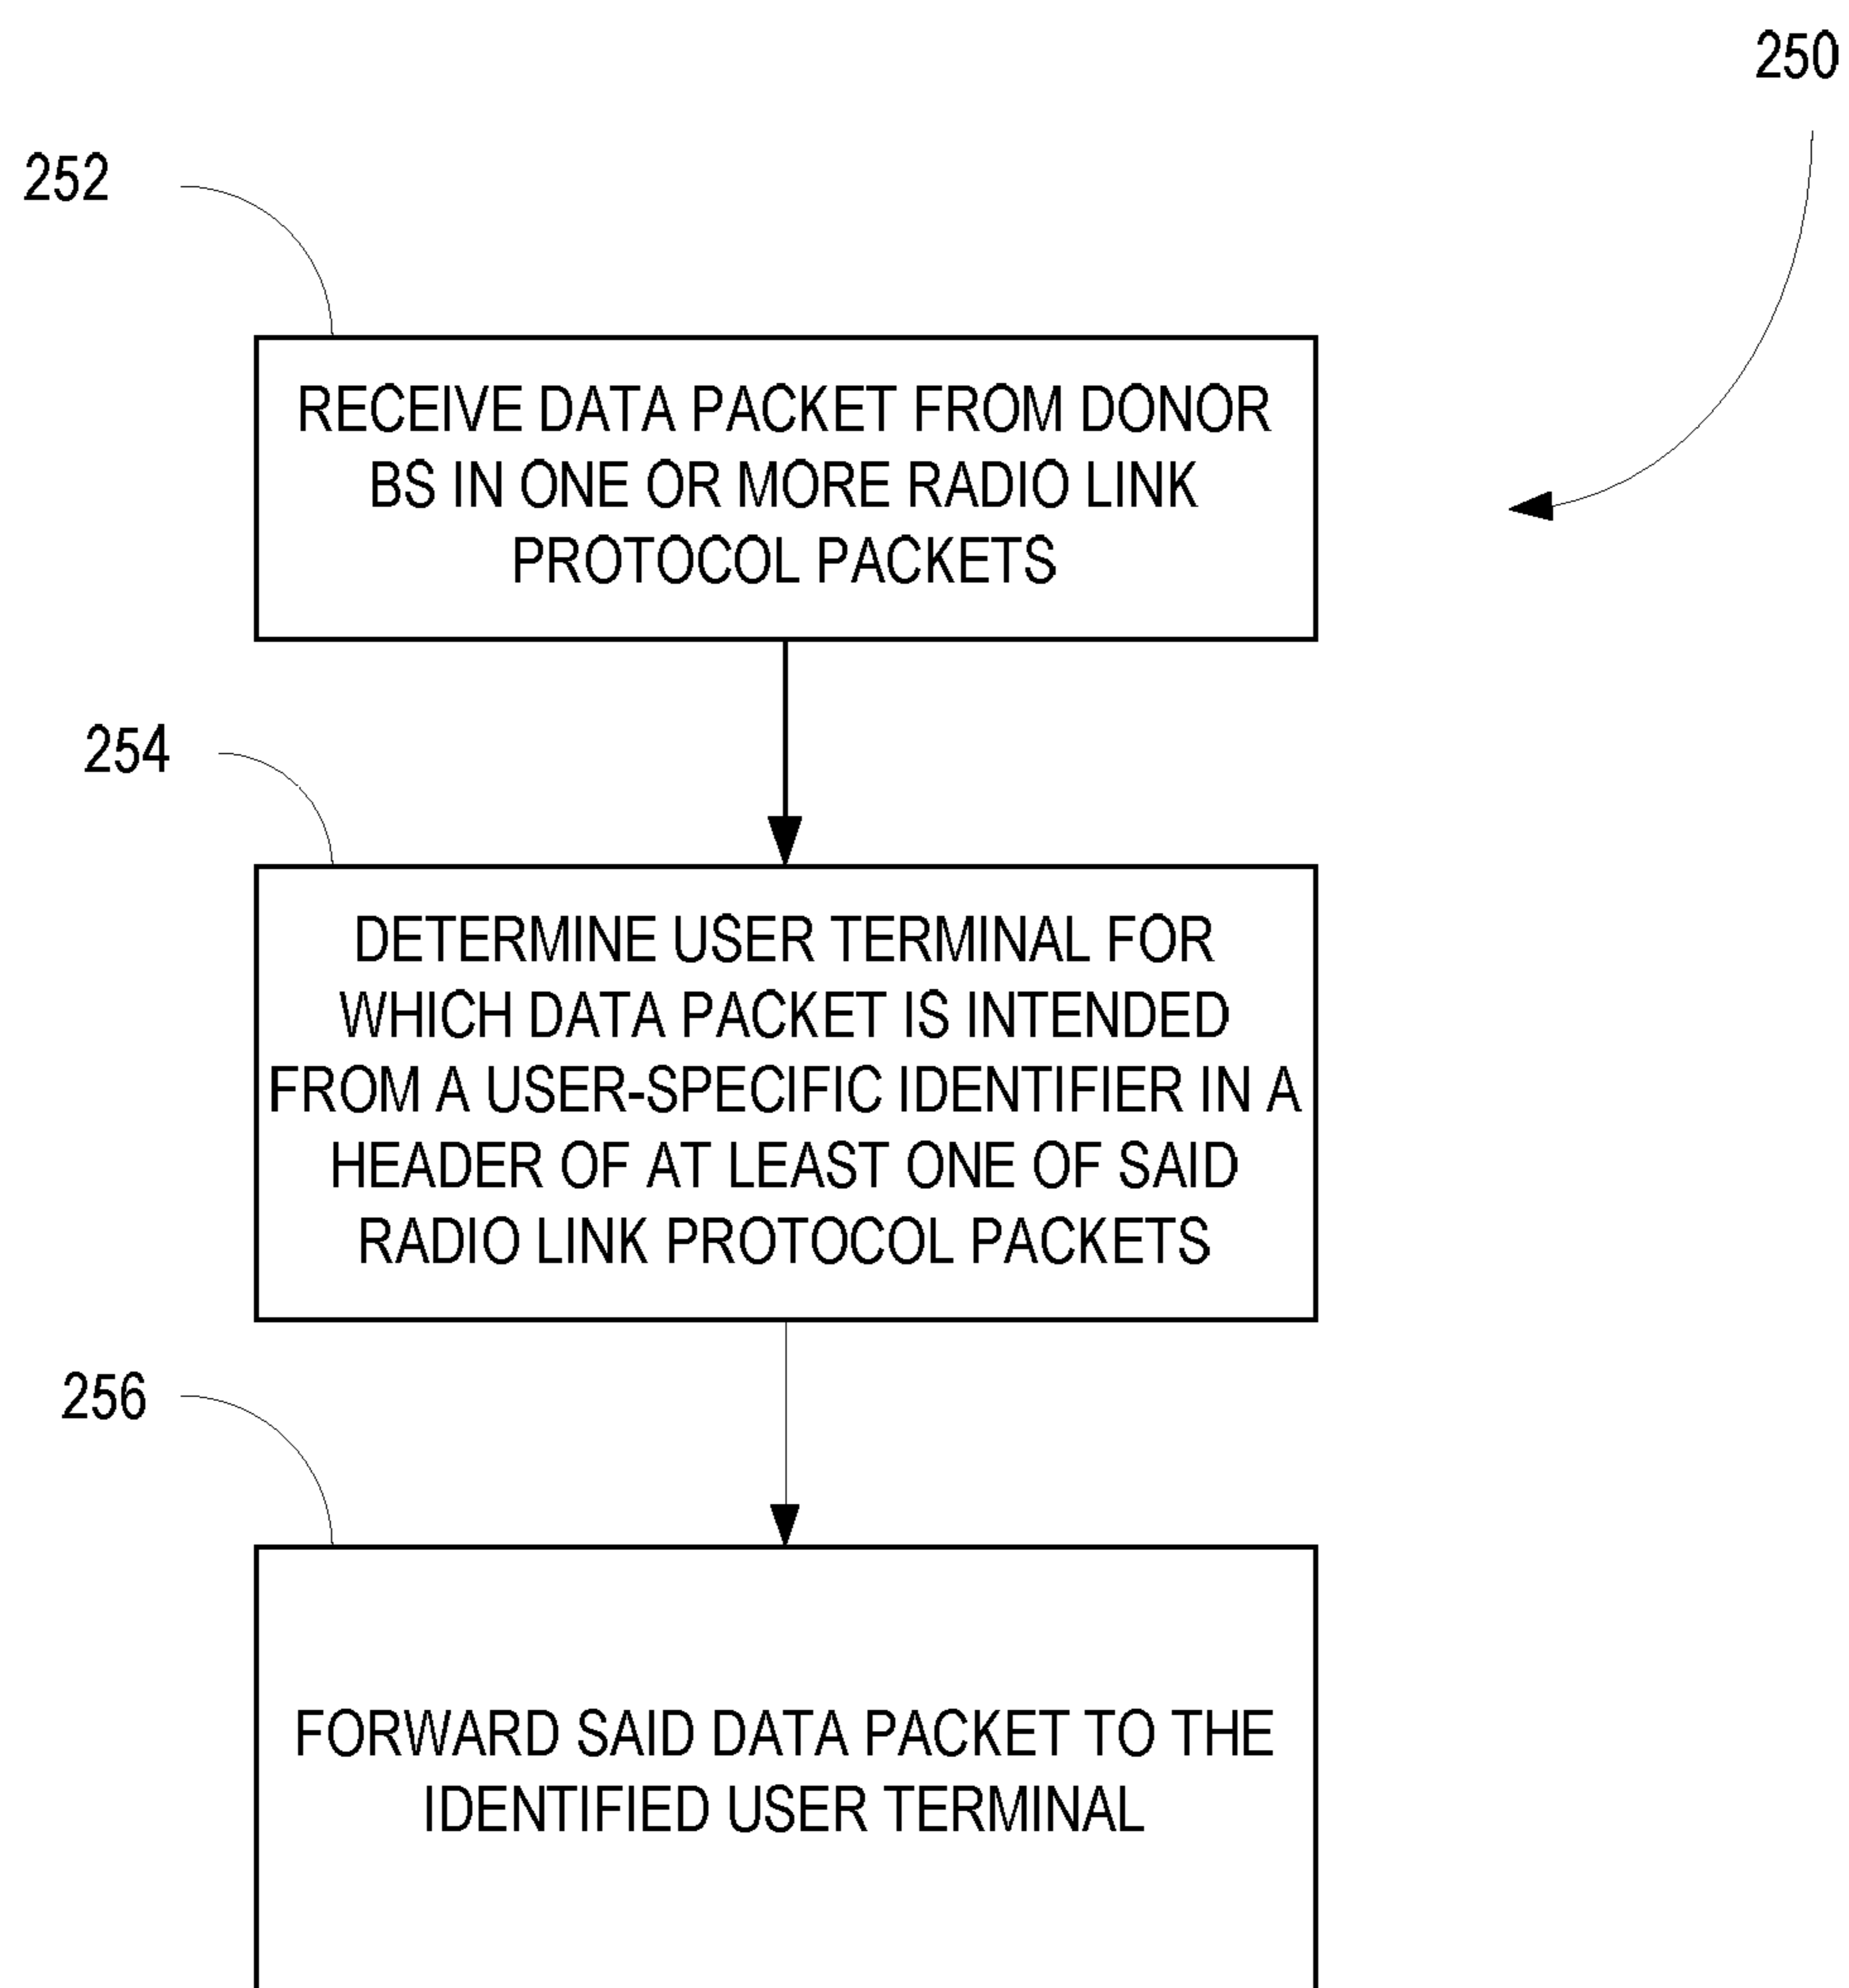 250
252
RECEIVE DATA PACKET FROM DONOR
BS IN ONE OR MORE RADIO LINK
PROTOCOL PACKETS
254
DETERMINE USER TERMINAL FOR
WHICH DATA PACKET IS INTENDED
FROM A USER-SPECIFIC IDENTIFIER IN A
HEADER OF AT LEAST ONE OF SAID
RADIO LINK PROTOCOL PACKETS
256
FORWARD SAID DATA PACKET TO THE
IDENTIFIED USER TERMINAL